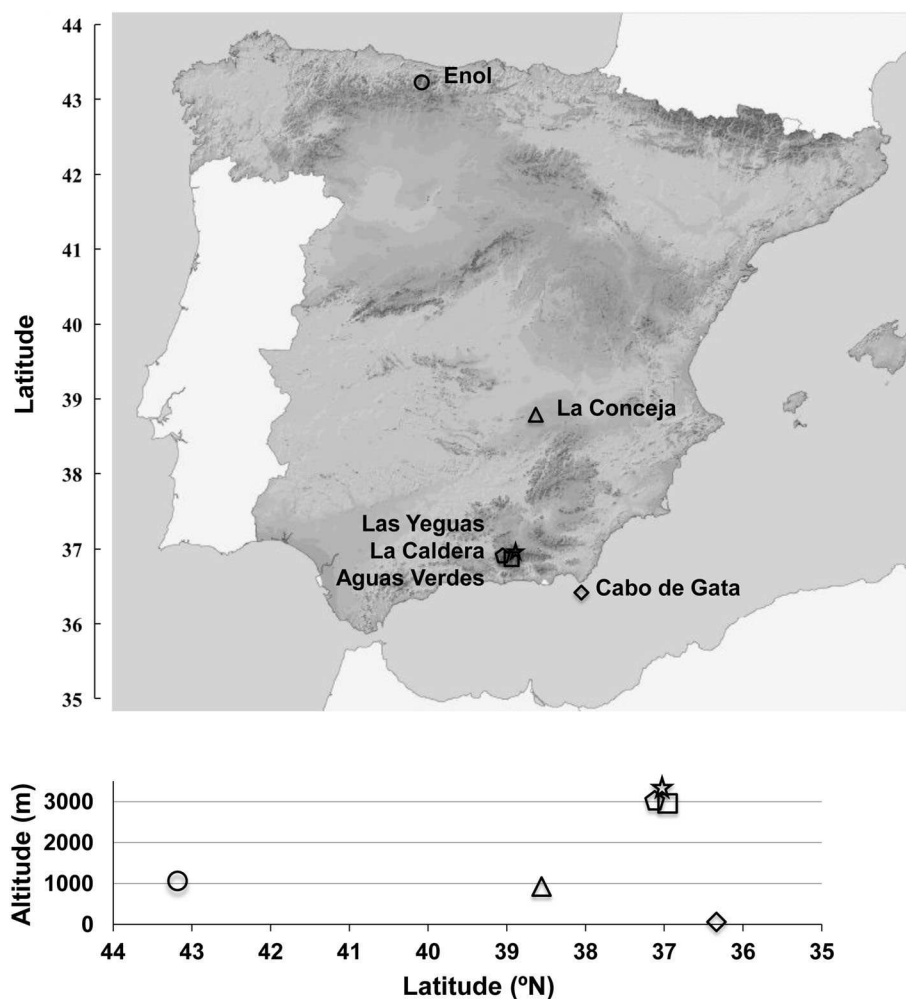 44
43
42
41
40
39
38
37
36
35
Latitude
Enol
La Conceja
Las Yeguas
La Caldera
Aguas Verdes
Cabo de Gata
Altitude (m)
3000
2000
1000
0
44 43 42 41 40 39 38 37 36 35
Latitude (ºN)